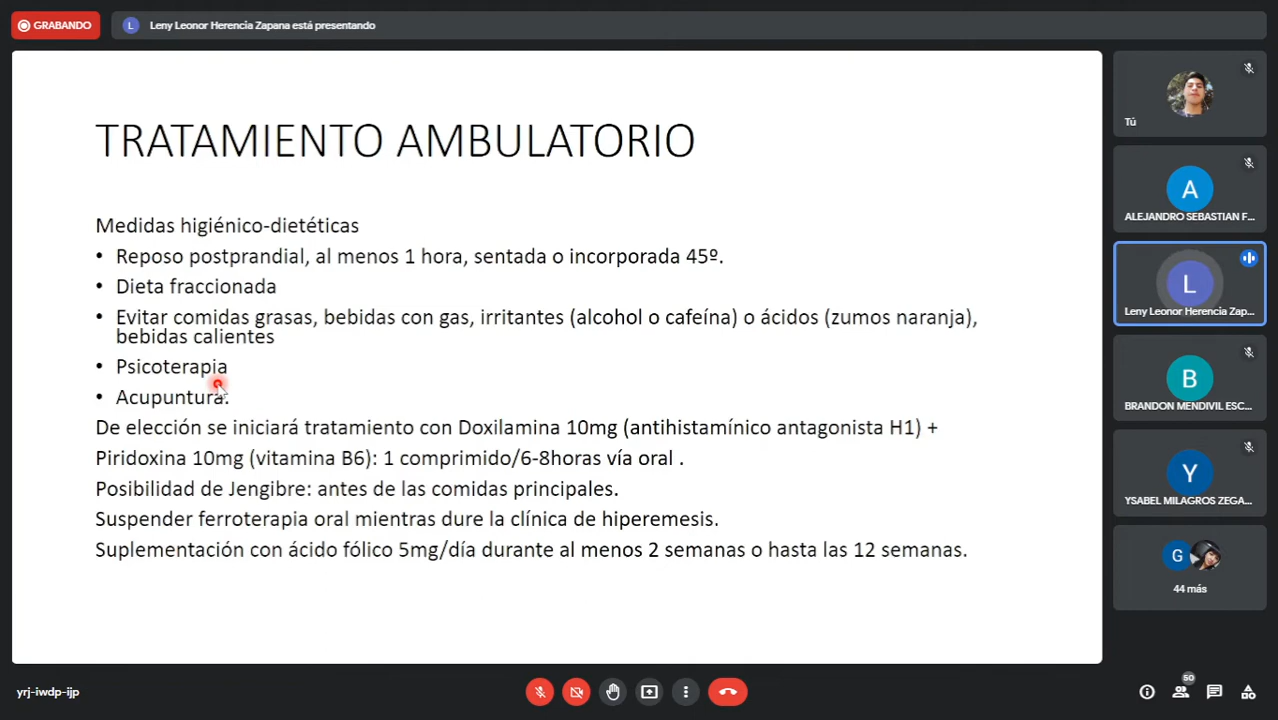 GRABANDO
L Leny Leonor Herencia Zapana está presentando
TRATAMIENTO AMBULATORIO
Medidas higiénico-dietéticas
• Reposo postprandial, al menos 1 hora, sentada o incorporada 45º.
• Dieta fraccionada
• Evitar comidas grasas, bebidas con gas, irritantes (alcohol o cafeína) o ácidos (zumos naranja),
bebidas calientes
• Psicoterapia
• Acupuntura.
De elección se iniciará tratamiento con Doxilamina 10mg (antihistamínico antagonista H1) +
Piridoxina 10mg (vitamina B6): 1 comprimido/6-8horas vía oral .
Posibilidad de Jengibre: antes de las comidas principales.
Suspender ferroterapia oral mientras dure la clínica de hiperemesis.
Suplementación con ácido fólico 5mg/día durante al menos 2 semanas o hasta las 12 semanas.
Tú
A
ALEJANDRO SEBASTIAN F...
L
Leny Leonor Herencia Zap...
B
BRANDON MENDIVIL ESC...
Y
YSABEL MILAGROS ZEGA...
G
44 más
yrj-iwdp-ijp
50